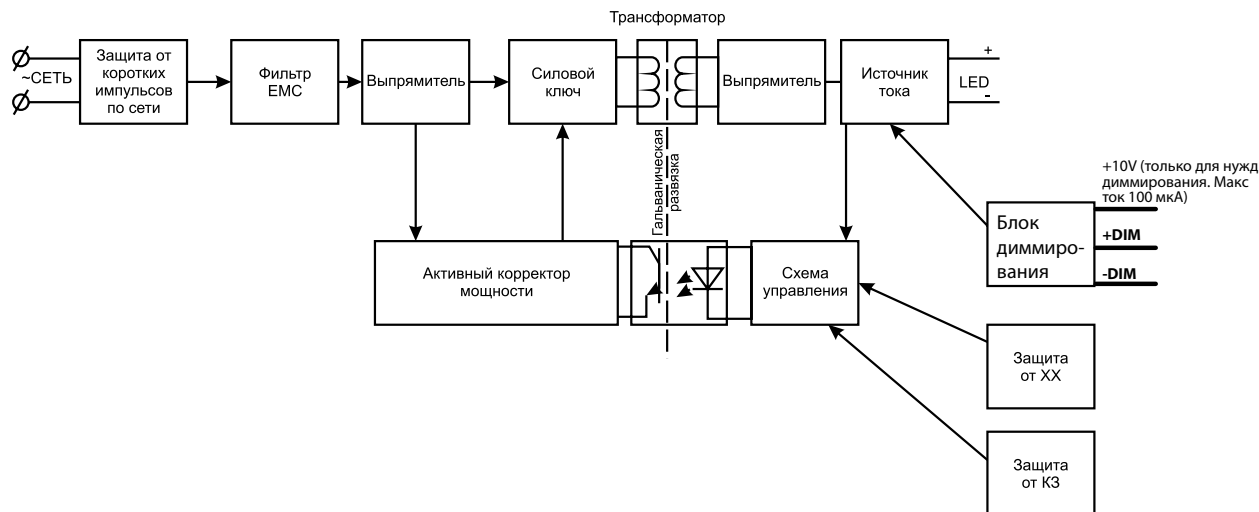 Трансформатор
~СЕТЬ
Защита от
коротких
импульсов
по сети
Фильтр
ЕМС
Выпрямитель
Силовой
ключ
Выпрямитель
Источник
тока
+
LED
-
Гальваническая
развязка
+10V (только для нужд
диммирования. Макс
ток 100 мкА)
Блок
диммиро-
вания
+DIM
-DIM
Активный корректор
мощности
Схема
управления
Защита
от ХХ
Защита
от КЗ